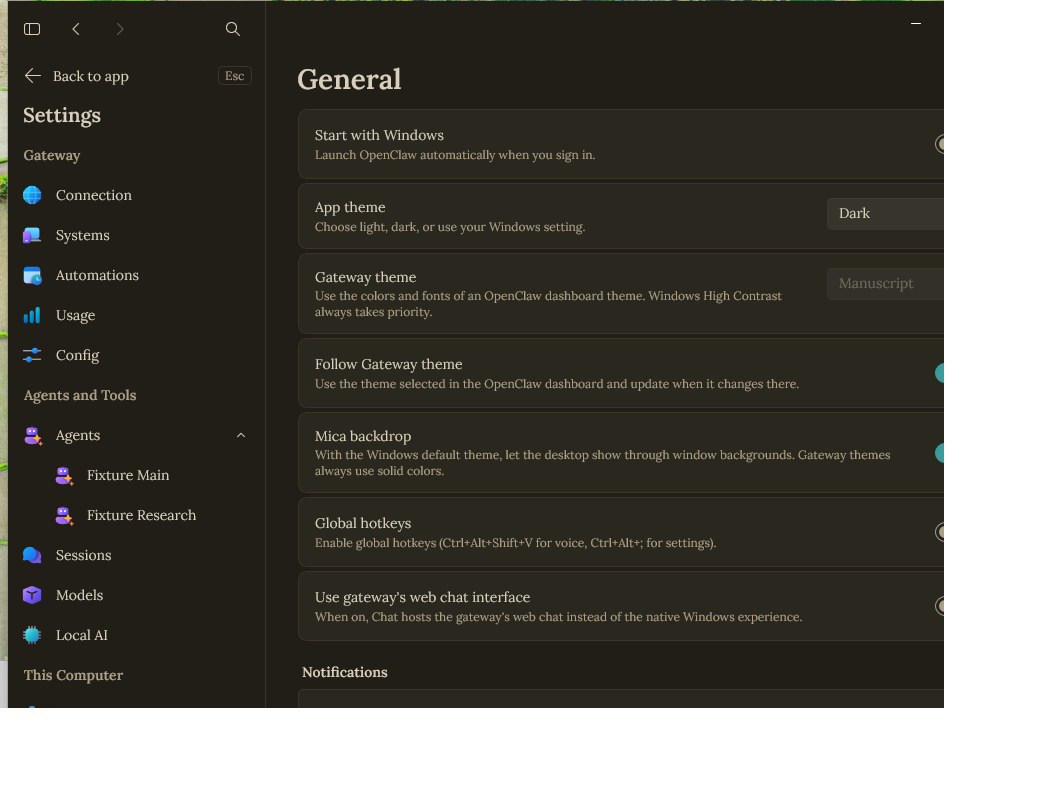 Back to app
Esc
Settings
Gateway
Connection
Systems
Automations
Usage
Config
Agents and Tools
Agents
Fixture Main
Fixture Research
Sessions
Models
Local AI
This Computer
General
Start with Windows
Launch OpenClaw automatically when you sign in.
App theme
Choose light, dark, or use your Windows setting.
Dark
Gateway theme
Use the colors and fonts of an OpenClaw dashboard theme. Windows High Contrast
always takes priority.
Manuscript
Follow Gateway theme
Use the theme selected in the OpenClaw dashboard and update when it changes there.
Mica backdrop
With the Windows default theme, let the desktop show through window backgrounds. Gateway themes
always use solid colors.
Global hotkeys
Enable global hotkeys (Ctrl+Alt+Shift+V for voice, Ctrl+Alt+; for settings).
Use gateway's web chat interface
When on, Chat hosts the gateway's web chat instead of the native Windows experience.
Notifications